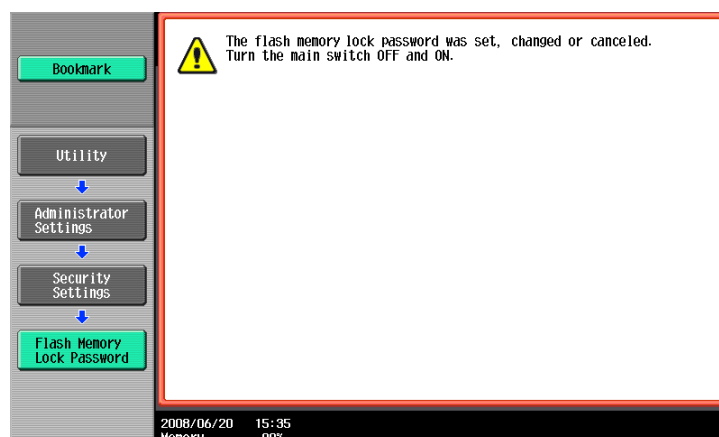 Bookmark
Utility
Administrator
Settings
Security
Settings
Flash Memory
Lock Password
The flash memory lock password was set, changed or canceled.
Turn the main switch OFF and ON.
2008/06/20 15:35
Memory